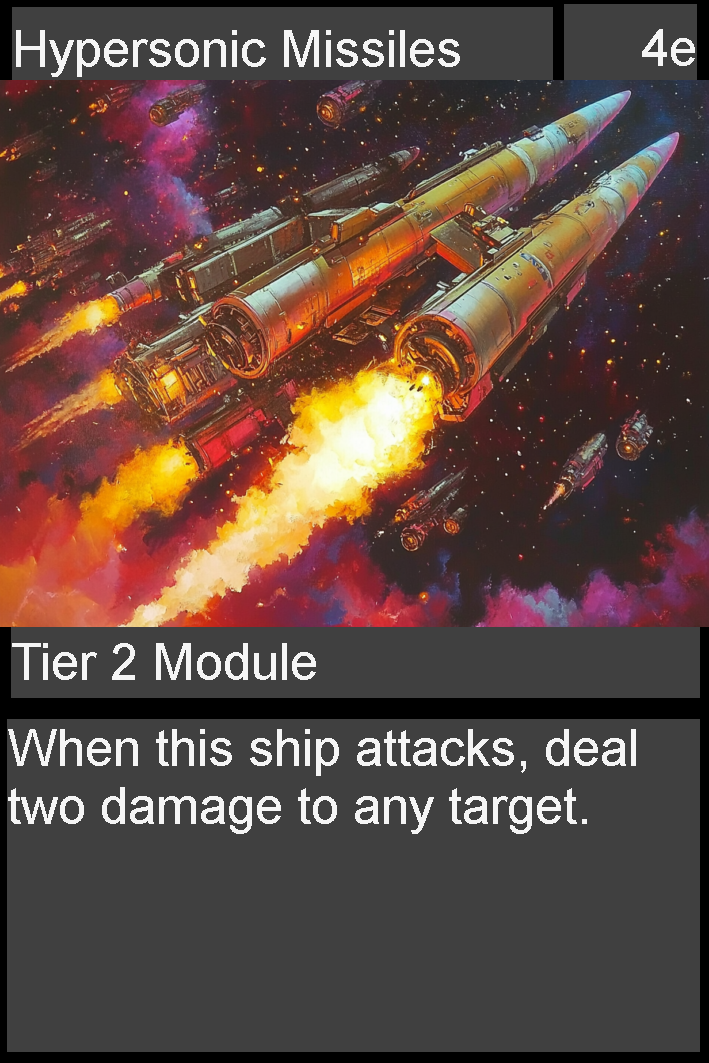 Hypersonic Missiles
4e
Tier 2 Module
When this ship attacks, deal
two damage to any target.